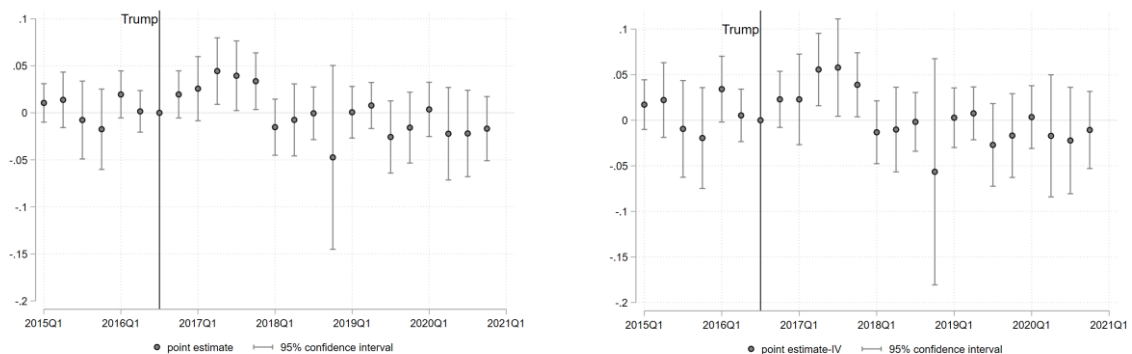 .1
Trump
.05
0
-.05
-.1
-.15
-.2
2015Q1 2016Q1 2017Q1 2018Q1 2019Q1 2020Q1 2021Q1
point estimate 95% confidence interval
.1
Trump
.05
0
-.05
-.1
-.15
-.2
2015Q1 2016Q1 2017Q1 2018Q1 2019Q1 2020Q1 2021Q1
point estimate-IV 95% confidence interval